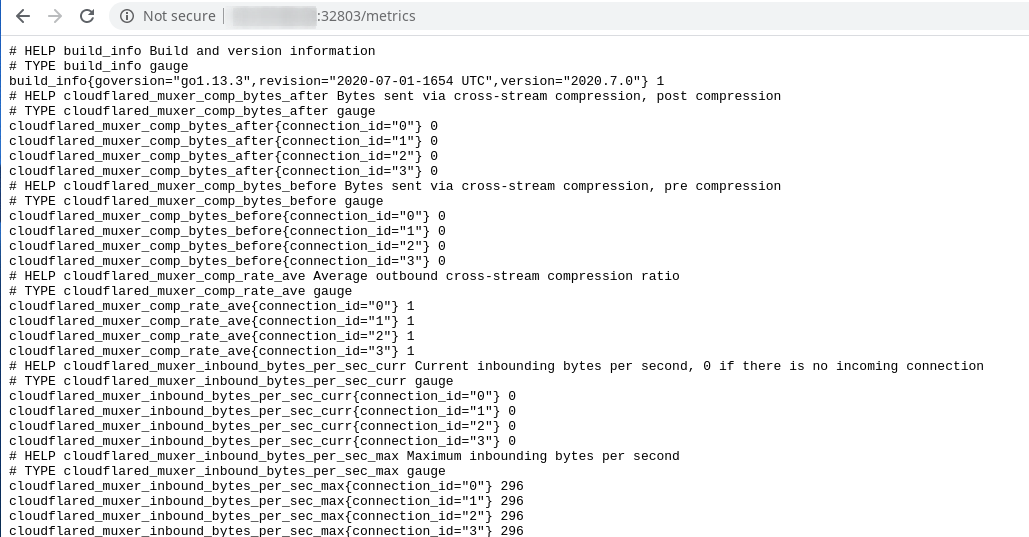 Not secure :32803/metrics
# HELP build_info Build and version information
# TYPE build_info gauge
build_info{goversion="go1.13.3",revision="2020-07-01-1654 UTC",version="2020.7.0"} 1
# HELP cloudflared_muxer_comp_bytes_after Bytes sent via cross-stream compression, post compression
# TYPE cloudflared_muxer_comp_bytes_after gauge
cloudflared_muxer_comp_bytes_after{connection_id="0"} 0
cloudflared_muxer_comp_bytes_after{connection_id="1"} 0
cloudflared_muxer_comp_bytes_after{connection_id="2"} 0
cloudflared_muxer_comp_bytes_after{connection_id="3"} 0
# HELP cloudflared_muxer_comp_bytes_before Bytes sent via cross-stream compression, pre compression
# TYPE cloudflared_muxer_comp_bytes_before gauge
cloudflared_muxer_comp_bytes_before{connection_id="0"} 0
cloudflared_muxer_comp_bytes_before{connection_id="1"} 0
cloudflared_muxer_comp_bytes_before{connection_id="2"} 0
cloudflared_muxer_comp_bytes_before{connection_id="3"} 0
# HELP cloudflared_muxer_comp_rate_ave Average outbound cross-stream compression ratio
# TYPE cloudflared_muxer_comp_rate_ave gauge
cloudflared_muxer_comp_rate_ave{connection_id="0"} 1
cloudflared_muxer_comp_rate_ave{connection_id="1"} 1
cloudflared_muxer_comp_rate_ave{connection_id="2"} 1
cloudflared_muxer_comp_rate_ave{connection_id="3"} 1
# HELP cloudflared_muxer_inbound_bytes_per_sec_curr Current inbounding bytes per second, 0 if there is no incoming connection
# TYPE cloudflared_muxer_inbound_bytes_per_sec_curr gauge
cloudflared_muxer_inbound_bytes_per_sec_curr{connection_id="0"} 0
cloudflared_muxer_inbound_bytes_per_sec_curr{connection_id="1"} 0
cloudflared_muxer_inbound_bytes_per_sec_curr{connection_id="2"} 0
cloudflared_muxer_inbound_bytes_per_sec_curr{connection_id="3"} 0
# HELP cloudflared_muxer_inbound_bytes_per_sec_max Maximum inbounding bytes per second
# TYPE cloudflared_muxer_inbound_bytes_per_sec_max gauge
cloudflared_muxer_inbound_bytes_per_sec_max{connection_id="0"} 296
cloudflared_muxer_inbound_bytes_per_sec_max{connection_id="1"} 296
cloudflared_muxer_inbound_bytes_per_sec_max{connection_id="2"} 296
cloudflared_muxer_inbound_bytes_per_sec_max{connection_id="3"} 296